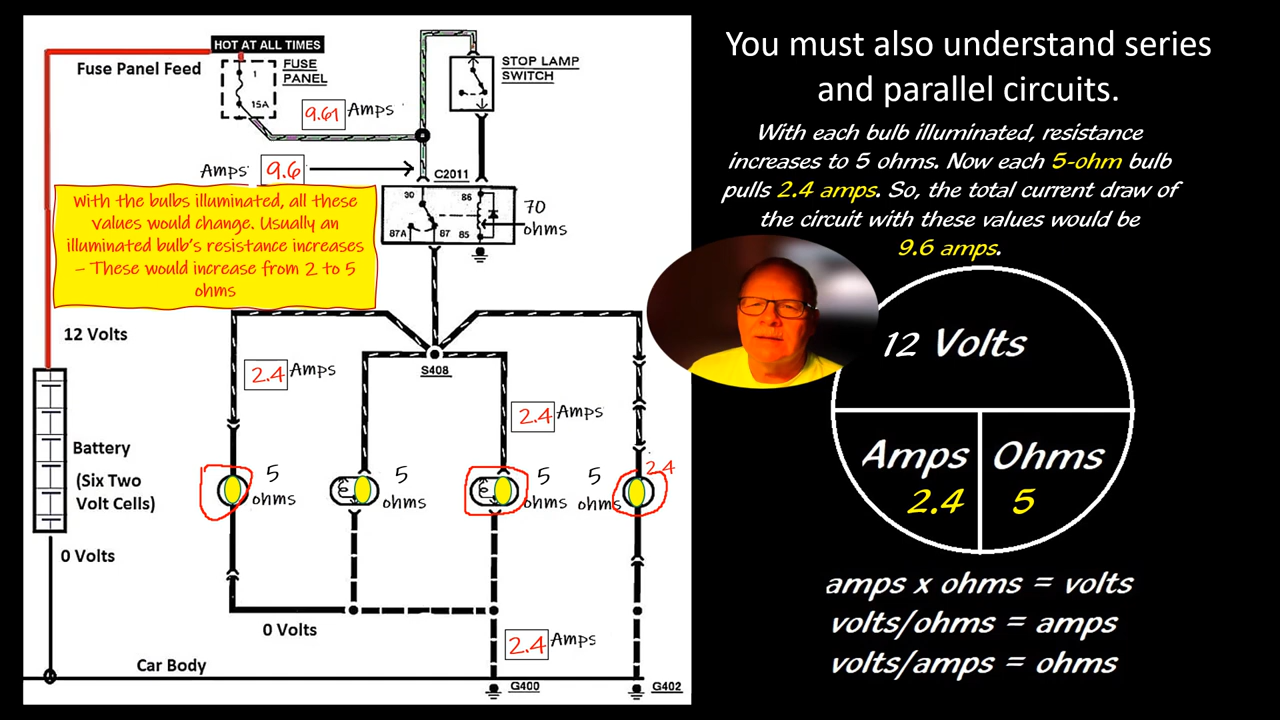 HOT AT ALL TIMES
Fuse Panel Feed
FUSE
PANEL
1
15A
9.61 Amps
STOP LAMP
SWITCH
Amps 9.6
C2011
30
86
87A
87
85
70
ohms
With the bulbs illuminated, all these
values would change. Usually an
illuminated bulb's resistance increases
– These would increase from 2 to 5
ohms
12 Volts
S408
2.4 Amps
2.4 Amps
2.4
Battery
(Six Two
Volt Cells)
5
ohms
5
ohms
5
ohms
5
ohms
0 Volts
0 Volts
2.4 Amps
Car Body
G400
G402
You must also understand series
and parallel circuits.
With each bulb illuminated, resistance
increases to 5 ohms. Now each 5-ohm bulb
pulls 2.4 amps. So, the total current draw of
the circuit with these values would be
9.6 amps.
12 Volts
Amps
2.4
Ohms
5
amps x ohms = volts
volts/ohms = amps
volts/amps = ohms